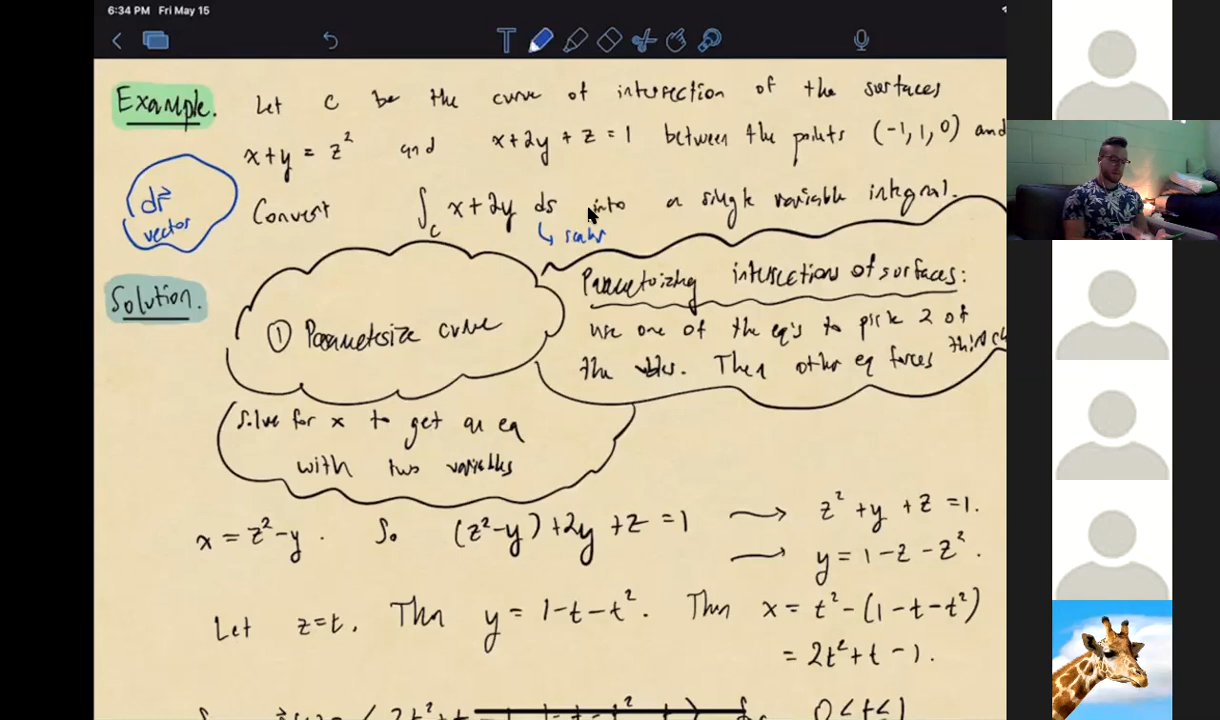 6:34 PM Fri May 15
Example. Let C be the curve of intersection of the surfaces
x+y = z² and x+2y+z = 1 between the points (-1, 1, 0) and
dr⃗ vector
Convert ∫_C x+2y ds into a single variable integral.
↳ scalar
Solution.
① Parametrize curve
Parametrizing intersections of surfaces:
use one of the eq's to pick 2 of
the vbles. Then other eq forces third
Solve for x to get an eq
with two variables
x = z²-y. So (z²-y)+2y+z = 1 → z²+y+z = 1.
→ y = 1-z-z².
Let z=t. Then y = 1-t-t². Then x = t²-(1-t-t²)
= 2t²+t-1.
0<t<1